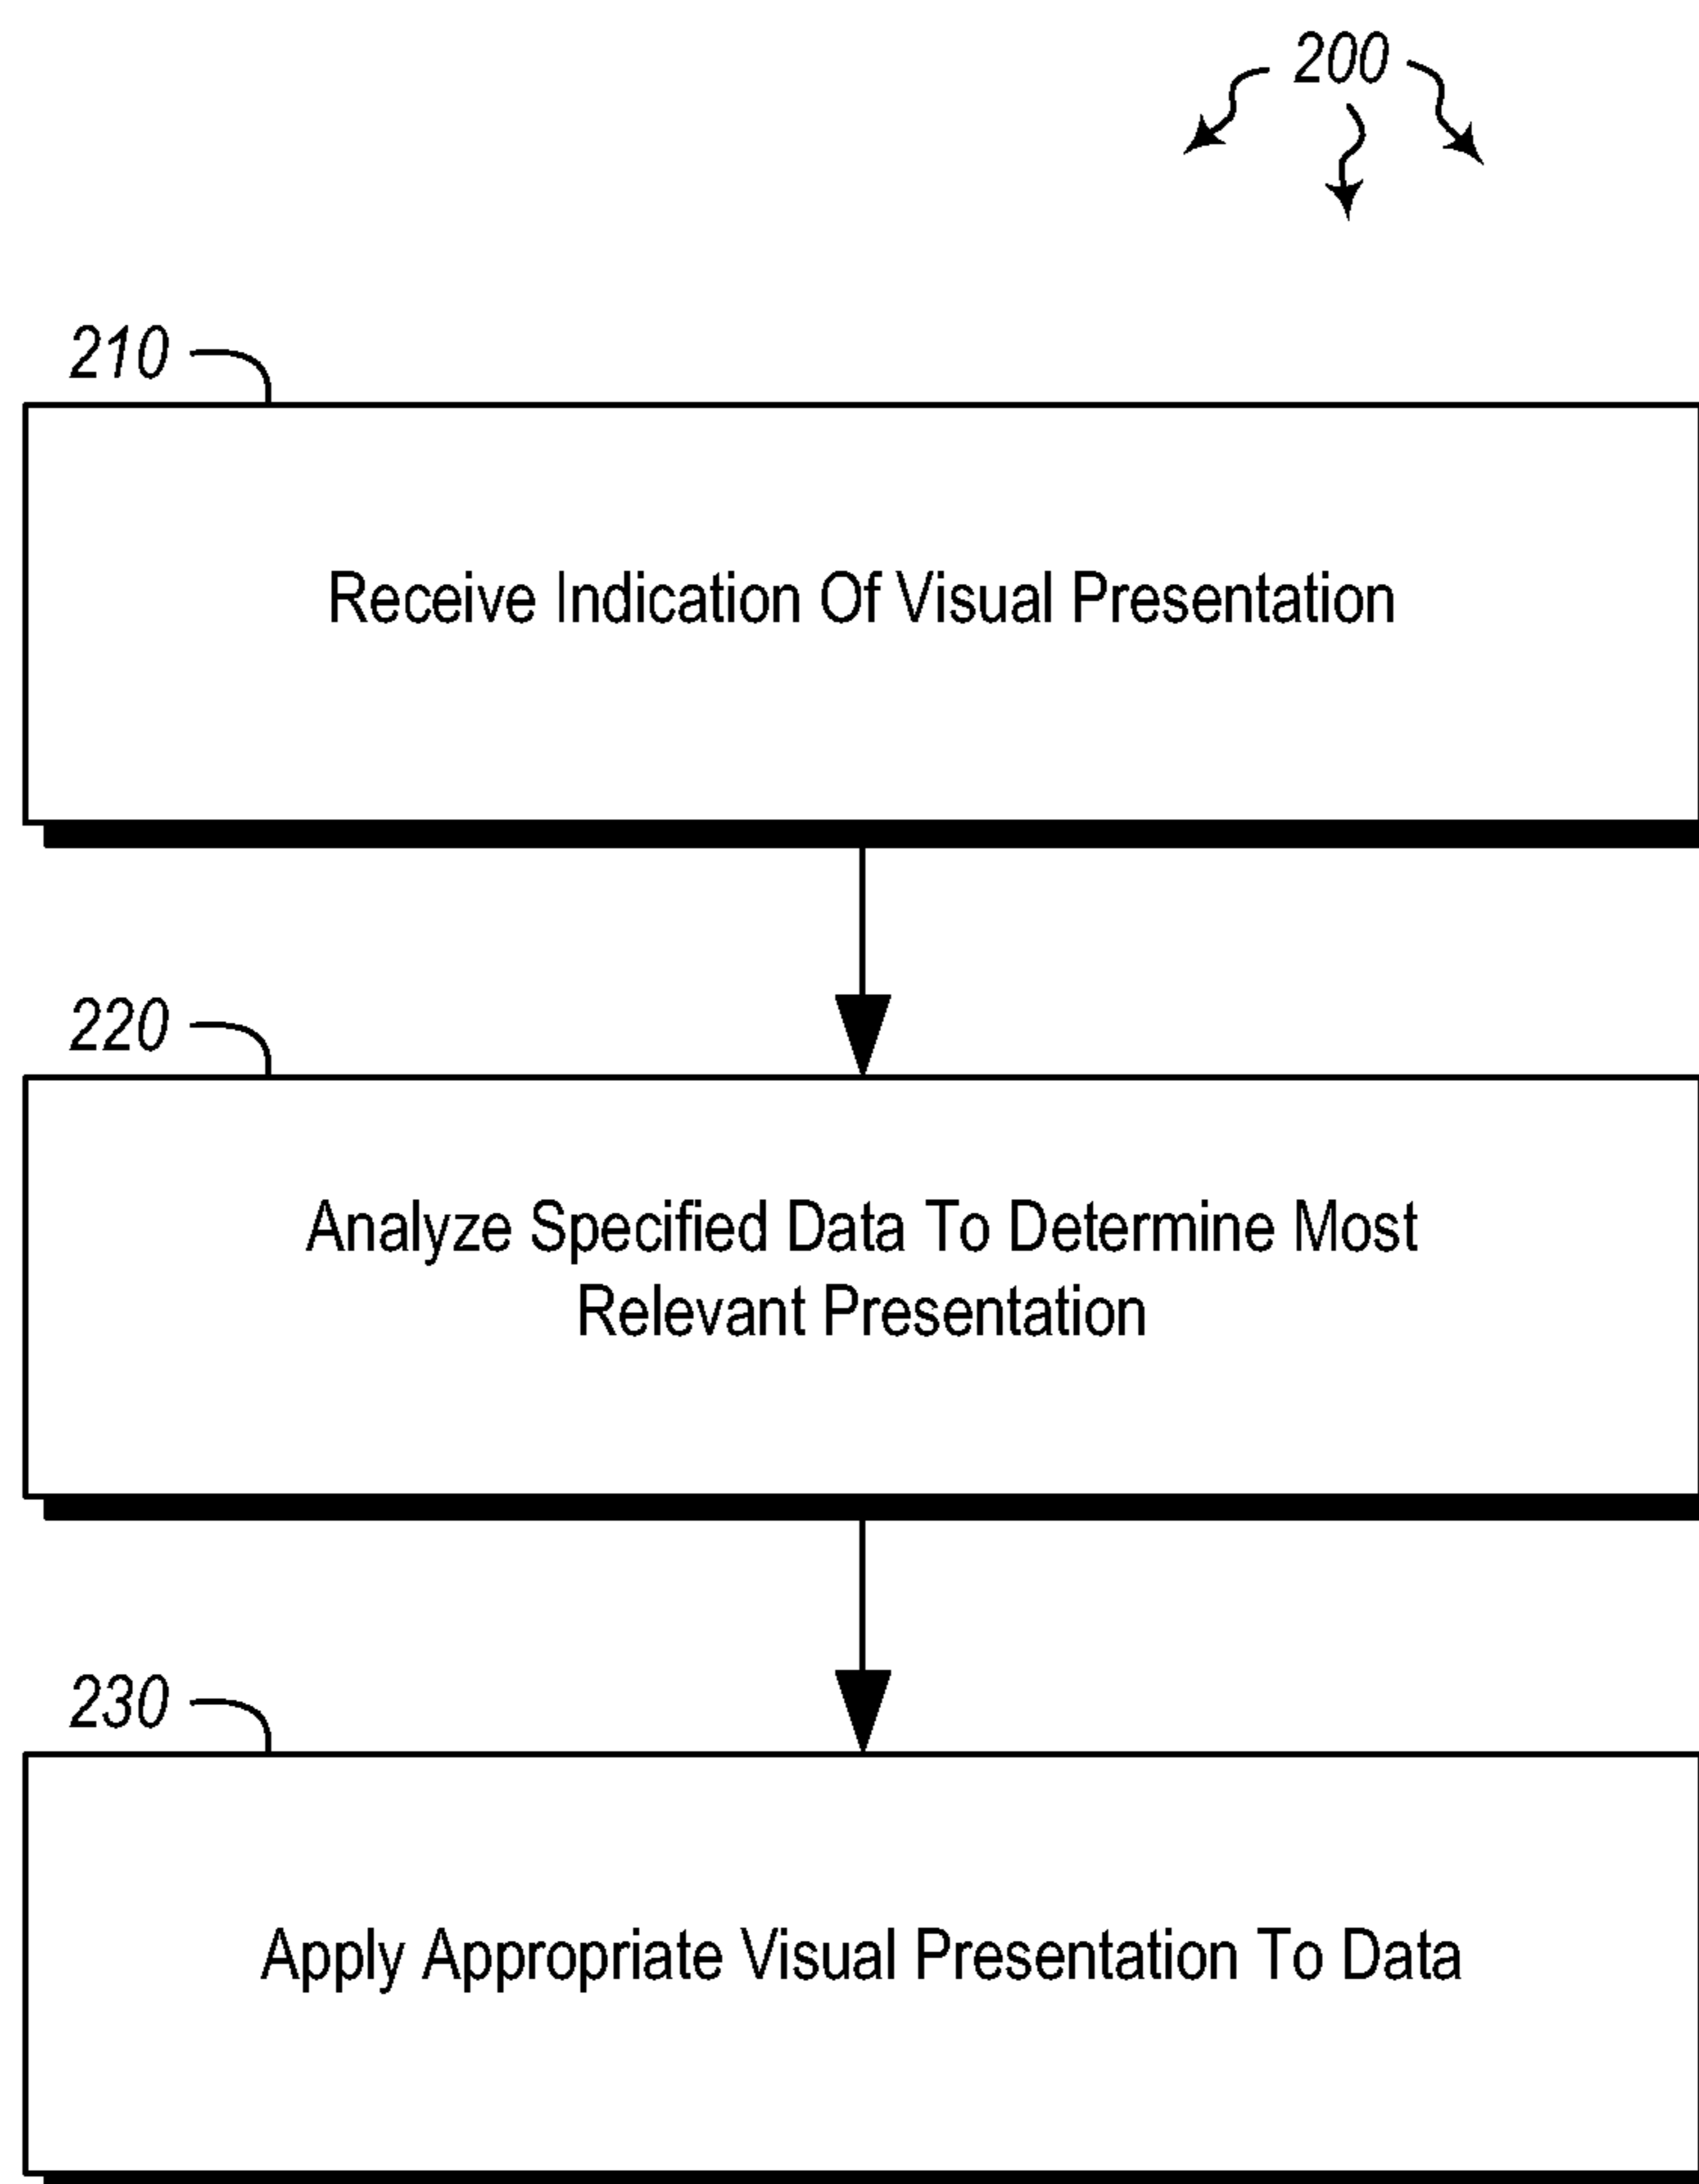 200
210
Receive Indication Of Visual Presentation
220
Analyze Specified Data To Determine Most
Relevant Presentation
230
Apply Appropriate Visual Presentation To Data